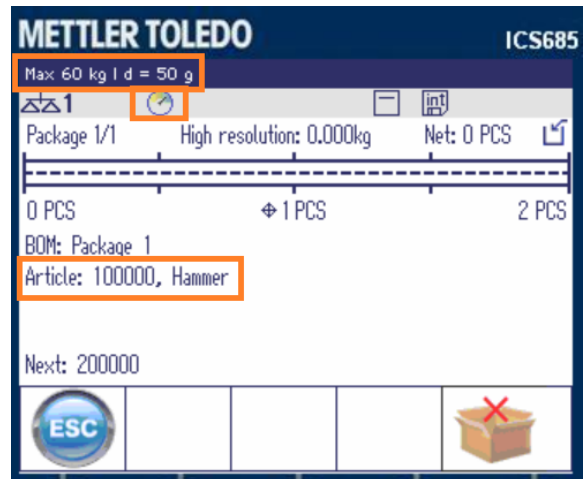 METTLER TOLEDO
ICS685
Max 60 kg | d = 50 g
1
int
Package 1/1 High resolution: 0.000kg Net: 0 PCS
0 PCS 1 PCS 2 PCS
BOM: Package 1
Article: 100000, Hammer
Next: 200000
ESC